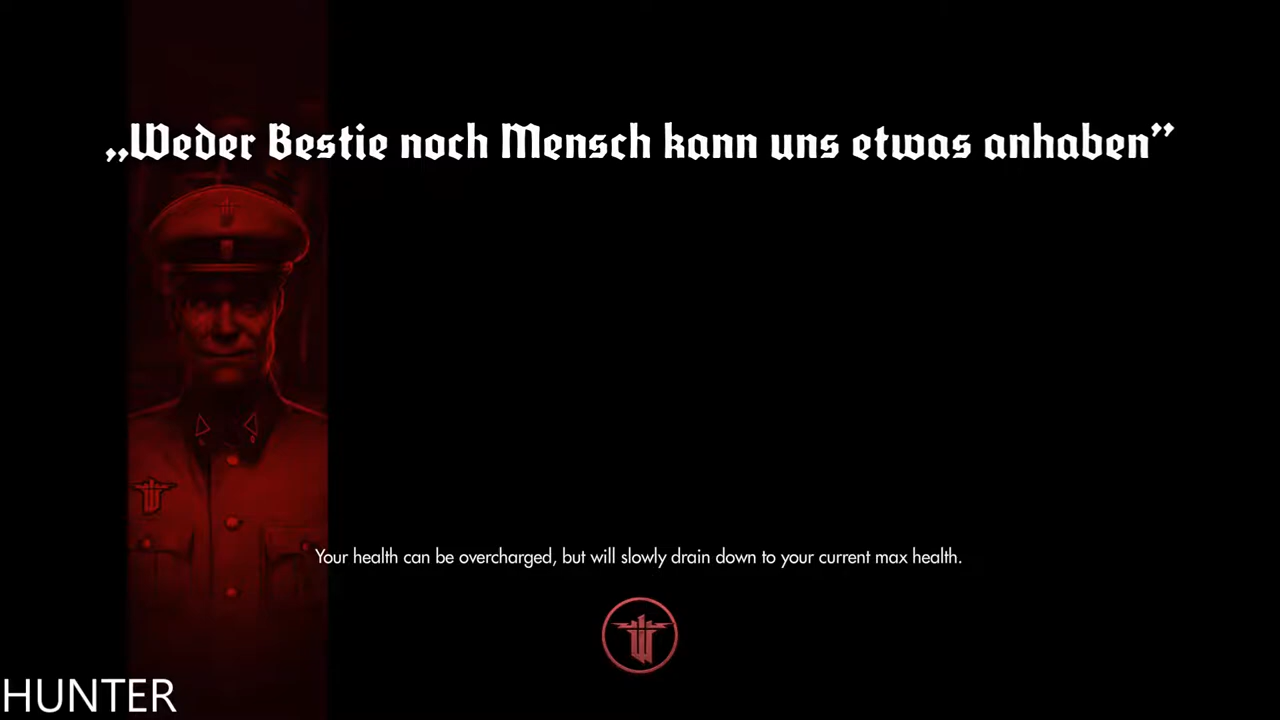 „Weder Bestie noch Mensch kann uns etwas anhaben”
Your health can be overcharged, but will slowly drain down to your current max health.
HUNTER